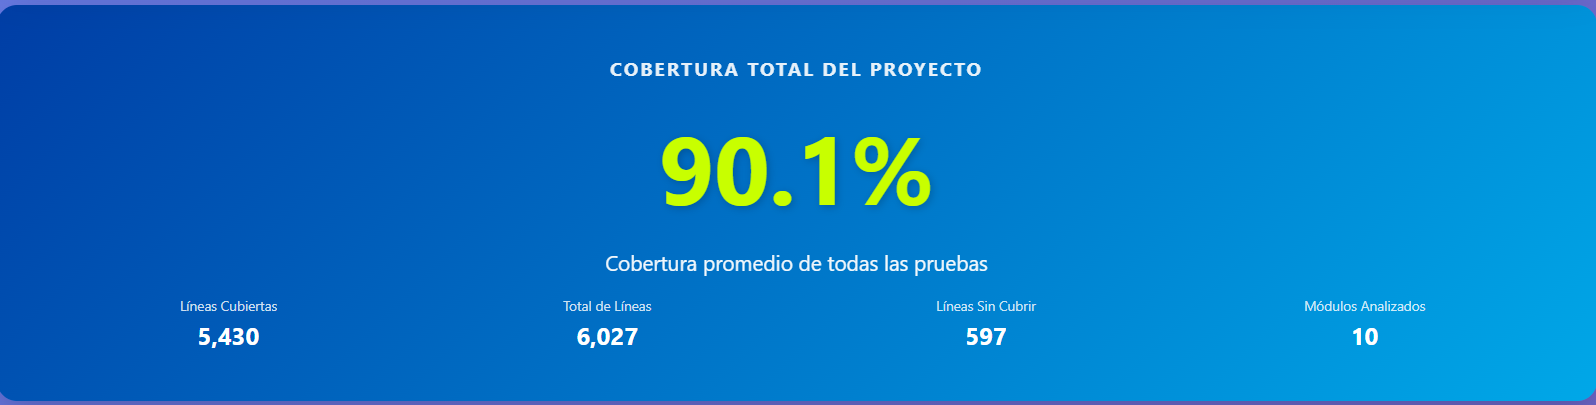 COBERTURA TOTAL DEL PROYECTO
90.1%
Cobertura promedio de todas las pruebas
Líneas Cubiertas
5,430
Total de Líneas
6,027
Líneas Sin Cubrir
597
Módulos Analizados
10